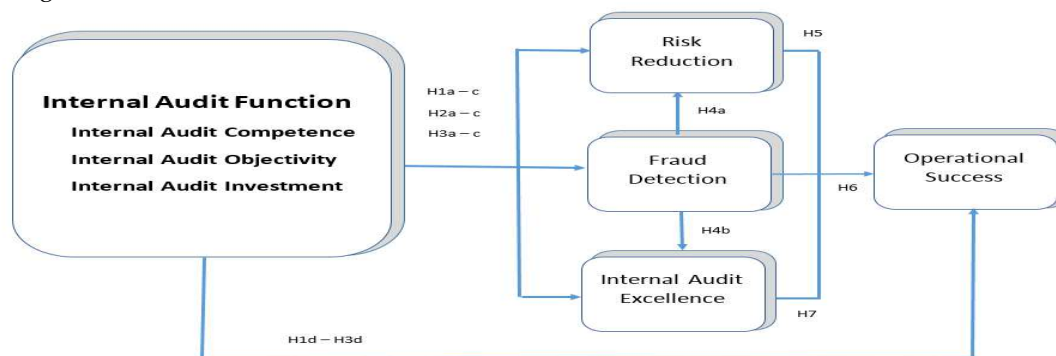 Internal Audit Function
Internal Audit Competence
Internal Audit Objectivity
Internal Audit Investment
H1a – c
H2a – c
H3a – c
Risk
Reduction
H5
H4a
Fraud
Detection
H6
Operational
Success
H4b
Internal Audit
Excellence
H7
H1d – H3d